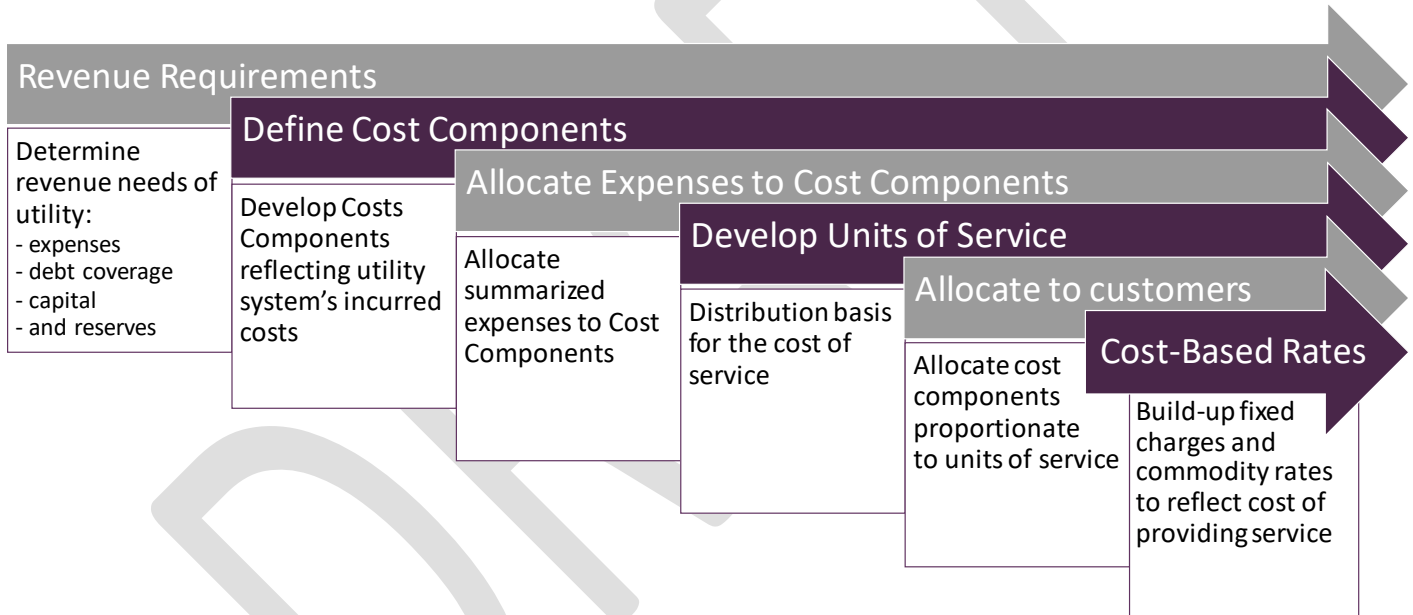 Revenue Requirements
Determine
revenue needs of
utility:
- expenses
- debt coverage
- capital
- and reserves
Define Cost Components
Develop Costs
Components
reflecting utility
system's incurred
costs
Allocate Expenses to Cost Components
Allocate
summarized
expenses to Cost
Components
Develop Units of Service
Distribution basis
for the cost of
service
Allocate to customers
Allocate cost
components
proportionate
to units of service
Cost-Based Rates
Build-up fixed
charges and
commodity rates
to reflect cost of
providing service